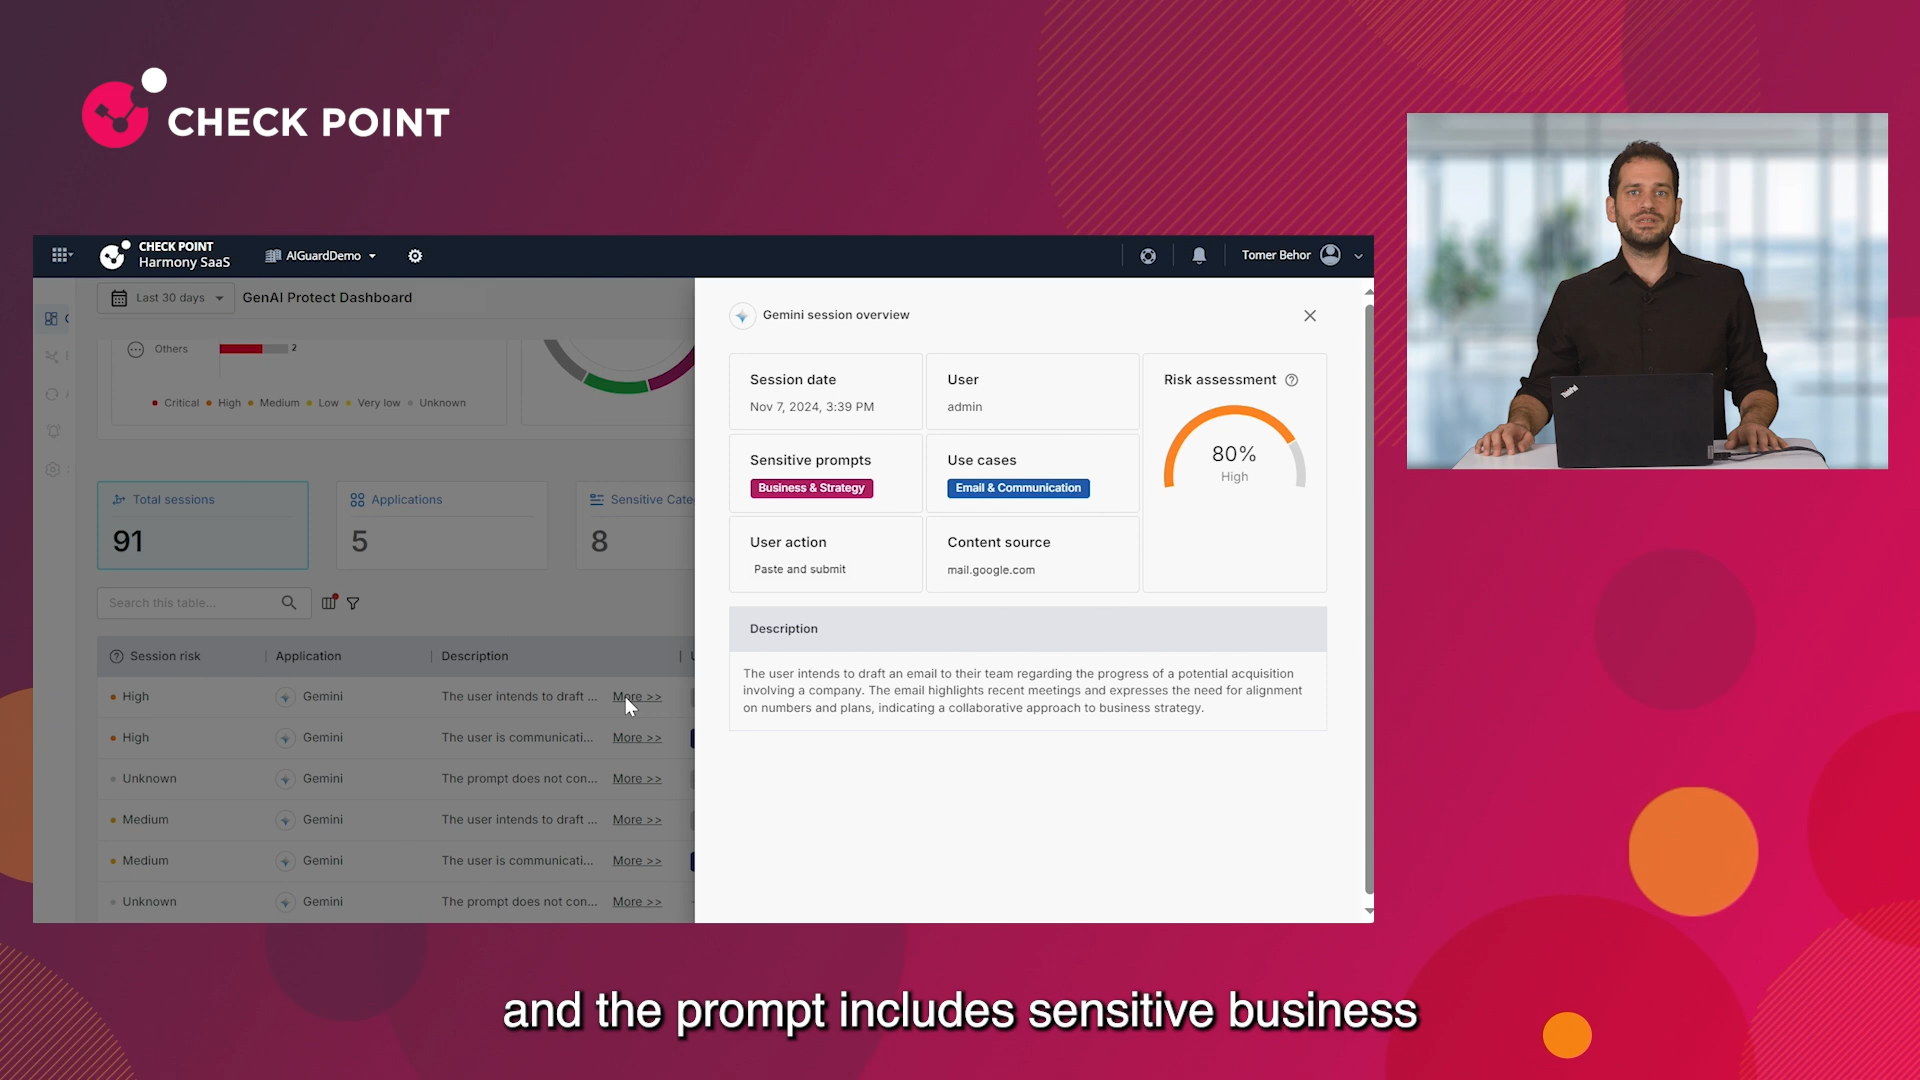 CHECK POINT
CHECK POINT
Harmony SaaS
AIGuardDemo
Tomer Behor
Last 30 days
GenAI Protect Dashboard
Others
2
Critical
High
Medium
Low
Very low
Unknown
Total sessions
91
Applications
5
Sensitive Cate
8
Search this table...
Session risk
Application
Description
High
Gemini
The user intends to draft ...
More >>
High
Gemini
The user is communicati...
More >>
Unknown
Gemini
The prompt does not con...
More >>
Medium
Gemini
The user intends to draft ...
More >>
Medium
Gemini
The user is communicati...
More >>
Unknown
Gemini
The prompt does not con...
More >>
Gemini session overview
Session date
Nov 7, 2024, 3:39 PM
User
admin
Risk assessment
80%
High
Sensitive prompts
Business & Strategy
Use cases
Email & Communication
User action
Paste and submit
Content source
mail.google.com
Description
The user intends to draft an email to their team regarding the progress of a potential acquisition
involving a company. The email highlights recent meetings and expresses the need for alignment
on numbers and plans, indicating a collaborative approach to business strategy.
ThinkPad
and the prompt includes sensitive business